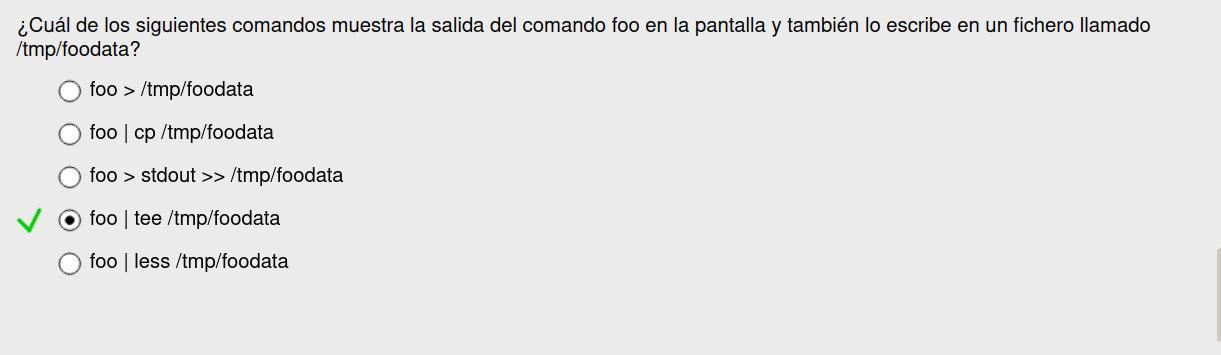 ¿Cuál de los siguientes comandos muestra la salida del comando foo en la pantalla y también lo escribe en un fichero llamado
/tmp/foodata?
foo > /tmp/foodata
foo | cp /tmp/foodata
foo > stdout >> /tmp/foodata
foo | tee /tmp/foodata
foo | less /tmp/foodata